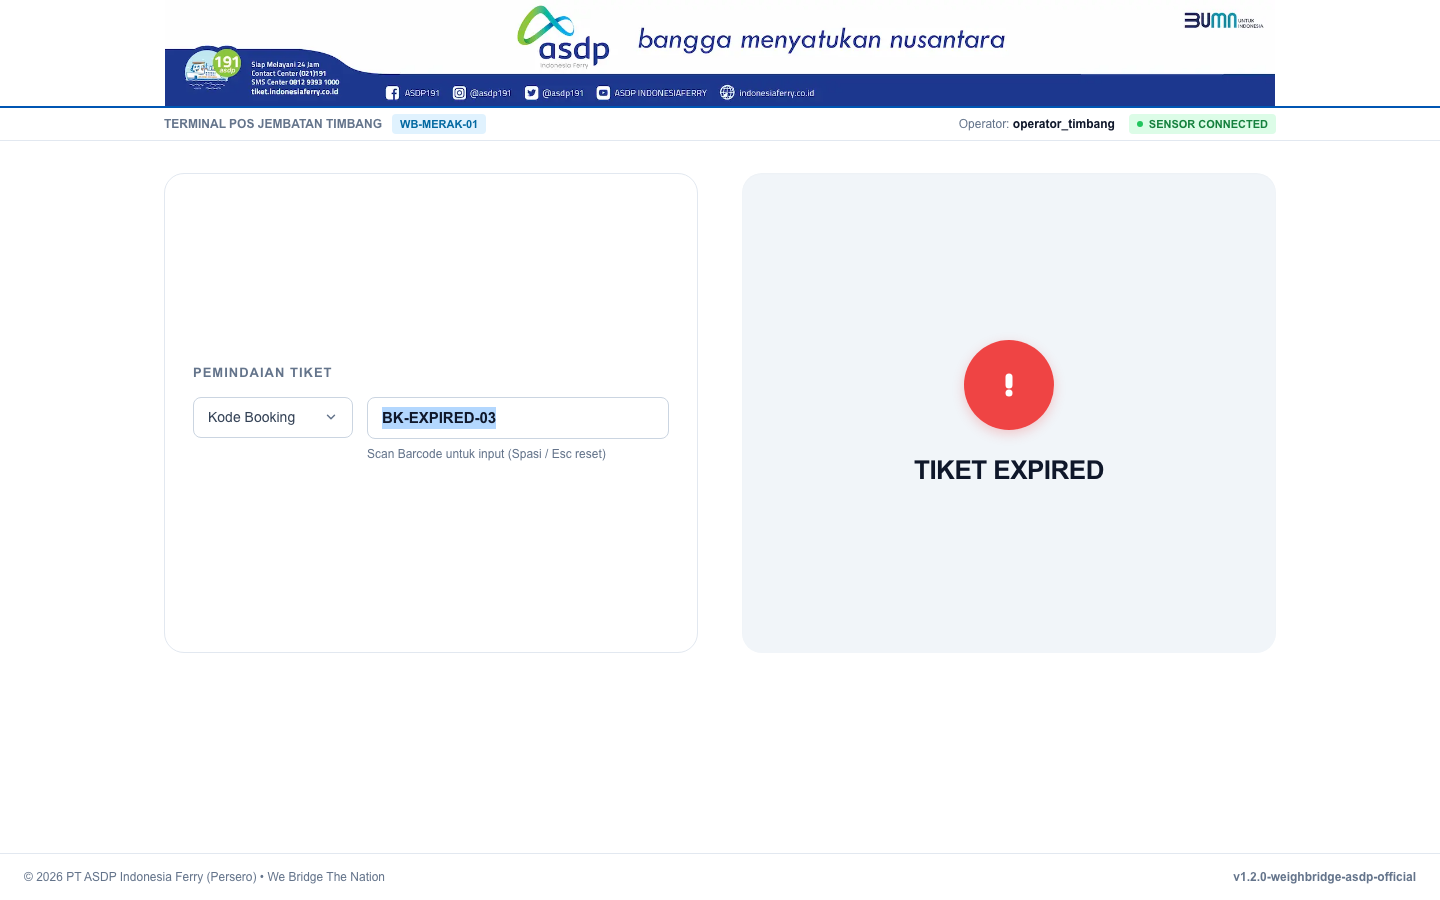 asdp
Indonesia Ferry
bangga menyatukan nusantara
BUMN UNTUK INDONESIA
191
asdp
Siap Melayani 24 Jam
Contact Center (021)191
SMS Center 0812 9393 1000
tiket.indonesiaferry.co.id
ASDP191 @asdp191 @asdp191 ASDP INDONESIAFERRY indonesiaferry.co.id
TERMINAL POS JEMBATAN TIMBANG WB-MERAK-01 Operator: operator_timbang SENSOR CONNECTED
PEMINDAIAN TIKET
Kode Booking BK-EXPIRED-03
Scan Barcode untuk input (Spasi / Esc reset)
!
TIKET EXPIRED
© 2026 PT ASDP Indonesia Ferry (Persero) • We Bridge The Nation v1.2.0-weighbridge-asdp-official